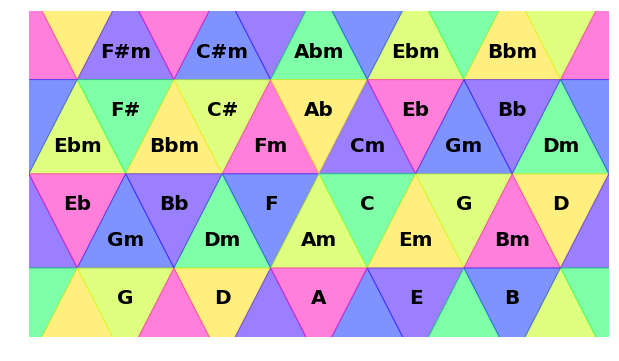 F#m C#m Abm Ebm Bbm
F# C# Ab Eb Bb
Ebm Bbm Fm Cm Gm Dm
Eb Bb F C G D
Gm Dm Am Em Bm
G D A E B